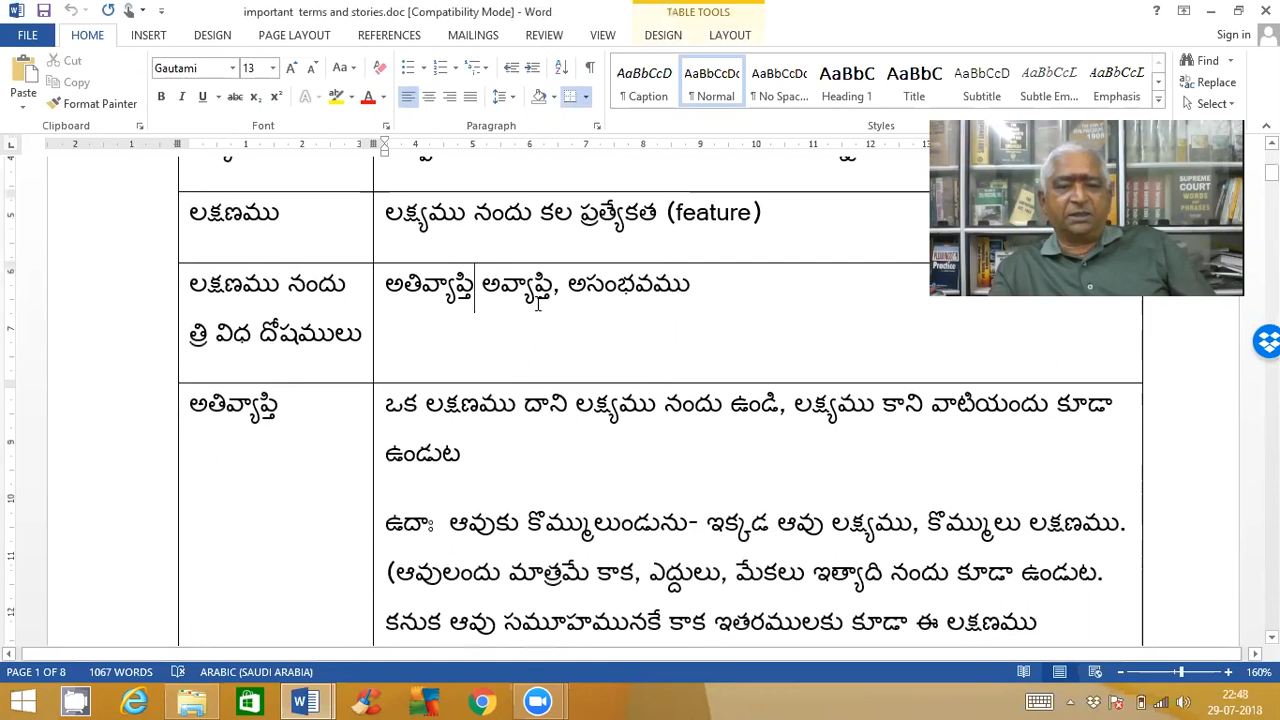 important terms and stories.doc [Compatibility Mode] - Word
TABLE TOOLS
FILE HOME INSERT DESIGN PAGE LAYOUT REFERENCES MAILINGS REVIEW VIEW DESIGN LAYOUT Sign in
Cut
Copy
Format Painter
Paste
Clipboard
Gautami 13
Font
Paragraph
AaBbCcD AaBbCcDc AaBbCcDc AaBbC AaBbC AaBbCcD AaBbCcL AaBbCcL
¶ Caption ¶ Normal ¶ No Spac... Heading 1 Title Subtitle Subtle Em... Emphasis
Styles
Find
Replace
Select
లక్షణము లక్ష్యము నందు కల ప్రత్యేకత (feature)
లక్షణము నందు అతివ్యాప్తి అవ్యాప్తి, అసంభవము
త్రి విధ దోషములు
అతివ్యాప్తి ఒక లక్షణము దాని లక్ష్యము నందు ఉండి, లక్ష్యము కాని వాటియందు కూడా
ఉండుట
ఉదాః ఆవుకు కొమ్ములుండును- ఇక్కడ ఆవు లక్ష్యము, కొమ్ములు లక్షణము.
(ఆవులందు మాత్రమే కాక, ఎద్దులు, మేకలు ఇత్యాది నందు కూడా ఉండుట.
కనుక ఆవు సమూహమునకే కాక ఇతరములకు కూడా ఈ లక్షణము
SUPREME COURT
WORDS
PHRASES
Practice
PAGE 1 OF 8 1067 WORDS ARABIC (SAUDI ARABIA) 160%
22:48
29-07-2018